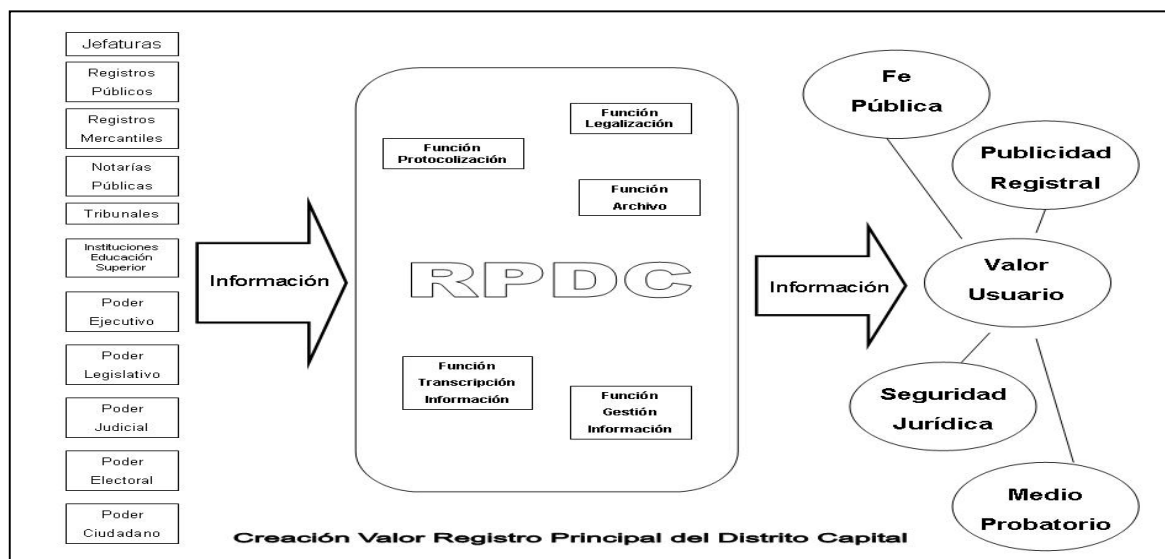 Jefaturas
Registros
Públicos
Registros
Mercantiles
Notarías
Públicas
Tribunales
Instituciones
Educación
Superior
Poder
Ejecutivo
Poder
Legislativo
Poder
Judicial
Poder
Electoral
Poder
Ciudadano
Información
Función
Legalización
Función
Protocolización
Función
Archivo
RPDC
Función
Transcripción
Información
Función
Gestión
Información
Información
Fe
Pública
Publicidad
Registral
Valor
Usuario
Seguridad
Jurídica
Medio
Probatorio
Creación Valor Registro Principal del Distrito Capital